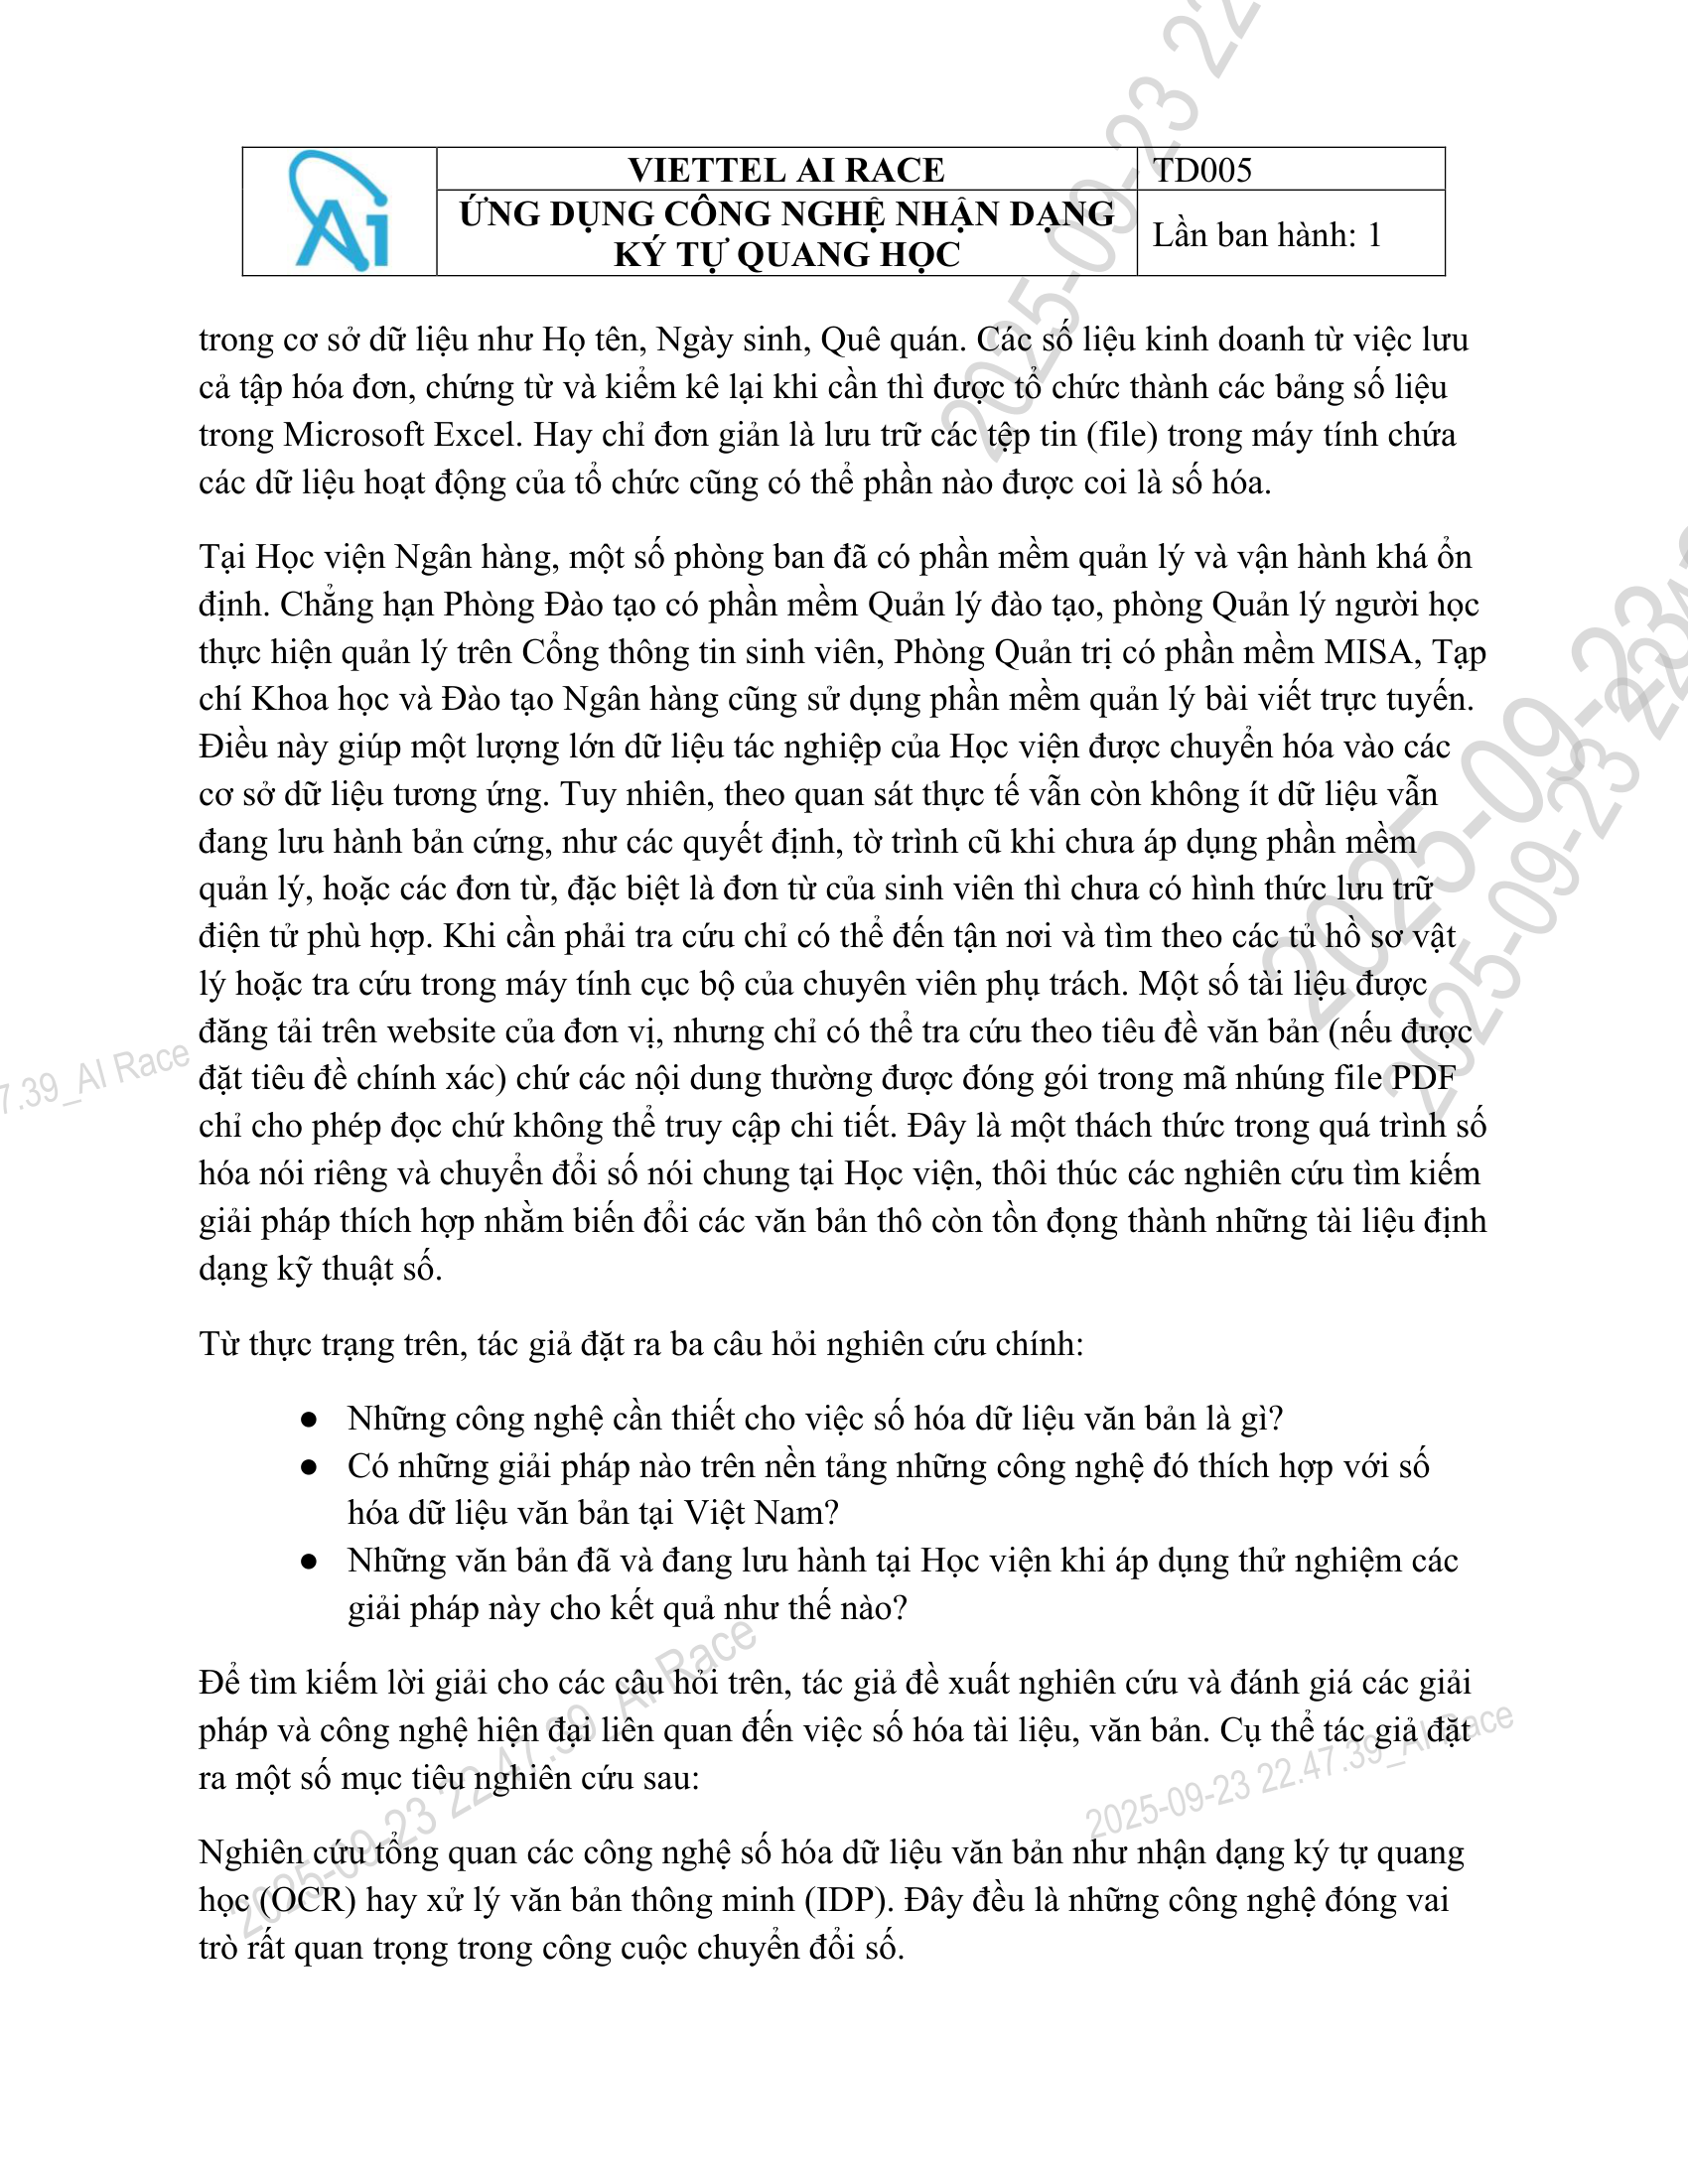 Ai
VIETTEL AI RACE
TD005
ỨNG DỤNG CÔNG NGHỆ NHẬN DẠNG
KÝ TỰ QUANG HỌC
Lần ban hành: 1
trong cơ sở dữ liệu như Họ tên, Ngày sinh, Quê quán. Các số liệu kinh doanh từ việc lưu
cả tập hóa đơn, chứng từ và kiểm kê lại khi cần thì được tổ chức thành các bảng số liệu
trong Microsoft Excel. Hay chỉ đơn giản là lưu trữ các tệp tin (file) trong máy tính chứa
các dữ liệu hoạt động của tổ chức cũng có thể phần nào được coi là số hóa.
Tại Học viện Ngân hàng, một số phòng ban đã có phần mềm quản lý và vận hành khá ổn
định. Chẳng hạn Phòng Đào tạo có phần mềm Quản lý đào tạo, phòng Quản lý người học
thực hiện quản lý trên Cổng thông tin sinh viên, Phòng Quản trị có phần mềm MISA, Tạp
chí Khoa học và Đào tạo Ngân hàng cũng sử dụng phần mềm quản lý bài viết trực tuyến.
Điều này giúp một lượng lớn dữ liệu tác nghiệp của Học viện được chuyển hóa vào các
cơ sở dữ liệu tương ứng. Tuy nhiên, theo quan sát thực tế vẫn còn không ít dữ liệu vẫn
đang lưu hành bản cứng, như các quyết định, tờ trình cũ khi chưa áp dụng phần mềm
quản lý, hoặc các đơn từ, đặc biệt là đơn từ của sinh viên thì chưa có hình thức lưu trữ
điện tử phù hợp. Khi cần phải tra cứu chỉ có thể đến tận nơi và tìm theo các tủ hồ sơ vật
lý hoặc tra cứu trong máy tính cục bộ của chuyên viên phụ trách. Một số tài liệu được
đăng tải trên website của đơn vị, nhưng chỉ có thể tra cứu theo tiêu đề văn bản (nếu được
đặt tiêu đề chính xác) chứ các nội dung thường được đóng gói trong mã nhúng file PDF
chỉ cho phép đọc chứ không thể truy cập chi tiết. Đây là một thách thức trong quá trình số
hóa nói riêng và chuyển đổi số nói chung tại Học viện, thôi thúc các nghiên cứu tìm kiếm
giải pháp thích hợp nhằm biến đổi các văn bản thô còn tồn đọng thành những tài liệu định
dạng kỹ thuật số.
Từ thực trạng trên, tác giả đặt ra ba câu hỏi nghiên cứu chính:
● Những công nghệ cần thiết cho việc số hóa dữ liệu văn bản là gì?
● Có những giải pháp nào trên nền tảng những công nghệ đó thích hợp với số
hóa dữ liệu văn bản tại Việt Nam?
● Những văn bản đã và đang lưu hành tại Học viện khi áp dụng thử nghiệm các
giải pháp này cho kết quả như thế nào?
Để tìm kiếm lời giải cho các câu hỏi trên, tác giả đề xuất nghiên cứu và đánh giá các giải
pháp và công nghệ hiện đại liên quan đến việc số hóa tài liệu, văn bản. Cụ thể tác giả đặt
ra một số mục tiêu nghiên cứu sau:
Nghiên cứu tổng quan các công nghệ số hóa dữ liệu văn bản như nhận dạng ký tự quang
học (OCR) hay xử lý văn bản thông minh (IDP). Đây đều là những công nghệ đóng vai
trò rất quan trọng trong công cuộc chuyển đổi số.
2025-09-23 22
2025-09-23
2025-09-23 22
7.39_AI Race
2025-09-23 22.47.39_AI Race
2025-09-23 22.47.39_AI Race